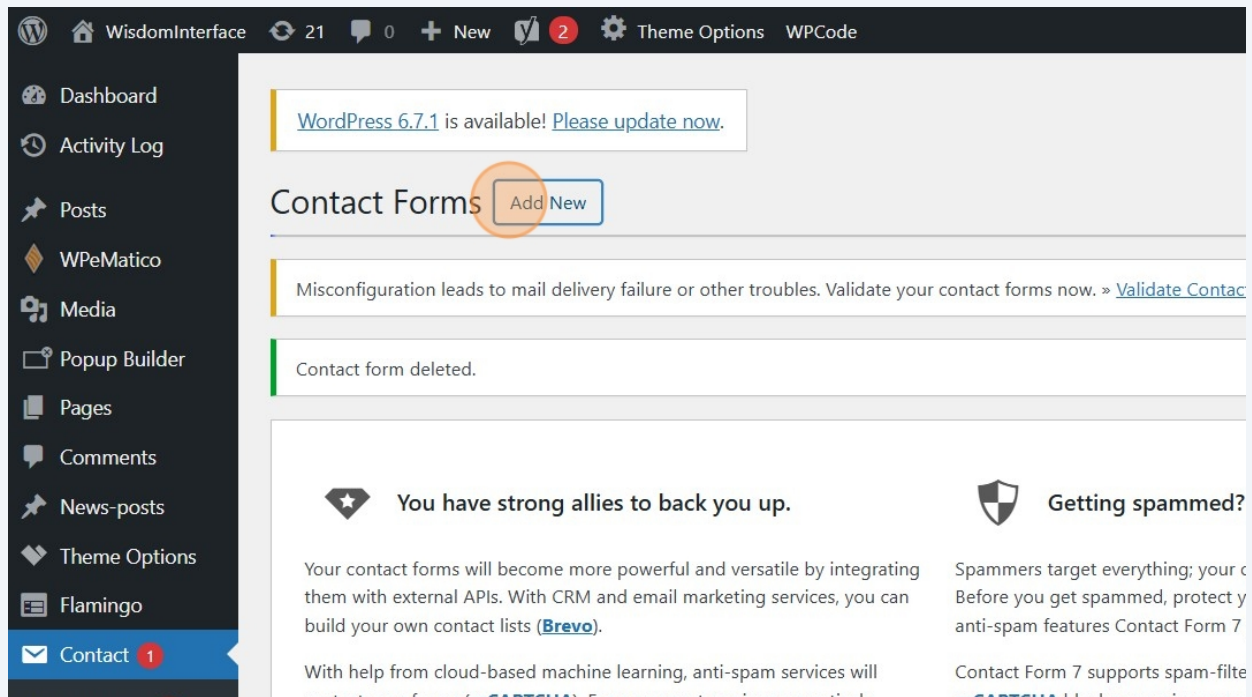 WisdomInterface 21 0 + New 2 Theme Options WPCode
Dashboard
Activity Log
Posts
WPeMatico
Media
Popup Builder
Pages
Comments
News-posts
Theme Options
Flamingo
Contact 1
WordPress 6.7.1 is available! Please update now.
Contact Forms Add New
Misconfiguration leads to mail delivery failure or other troubles. Validate your contact forms now. » Validate Contac
Contact form deleted.
You have strong allies to back you up.
Your contact forms will become more powerful and versatile by integrating
them with external APIs. With CRM and email marketing services, you can
build your own contact lists (Brevo).
With help from cloud-based machine learning, anti-spam services will
Getting spammed?
Spammers target everything; your
Before you get spammed, protect y
anti-spam features Contact Form 7
Contact Form 7 supports spam-filte